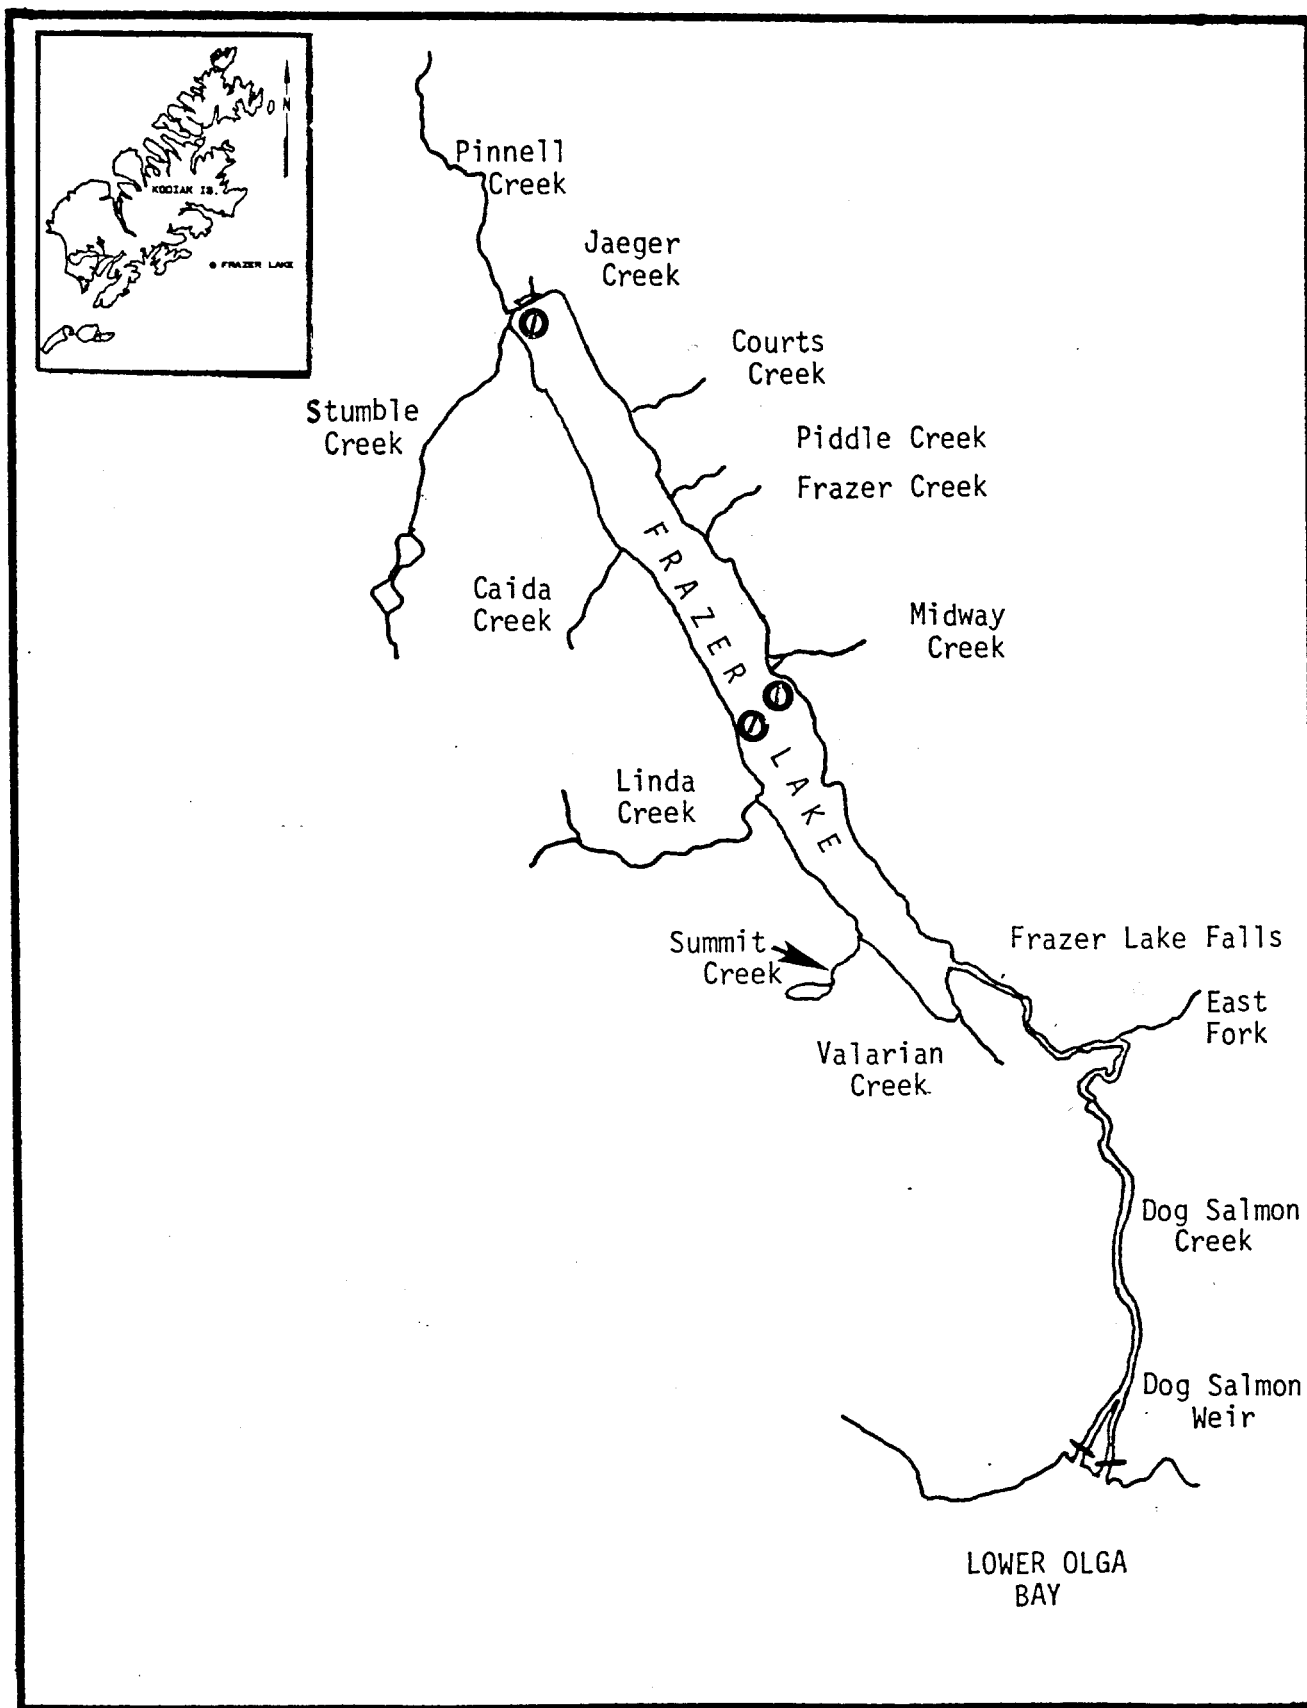 N
KODIAK IS.
FRAZER LAKE
Pinnell
Creek
Jaeger
Creek
Courts
Creek
Stumble
Creek
Piddle Creek
Frazer Creek
FRAZER LAKE
Caida
Creek
Midway
Creek
Linda
Creek
Summit
Creek
Frazer Lake Falls
East
Fork
Valarian
Creek
Dog Salmon
Creek
Dog Salmon
Weir
LOWER OLGA
BAY